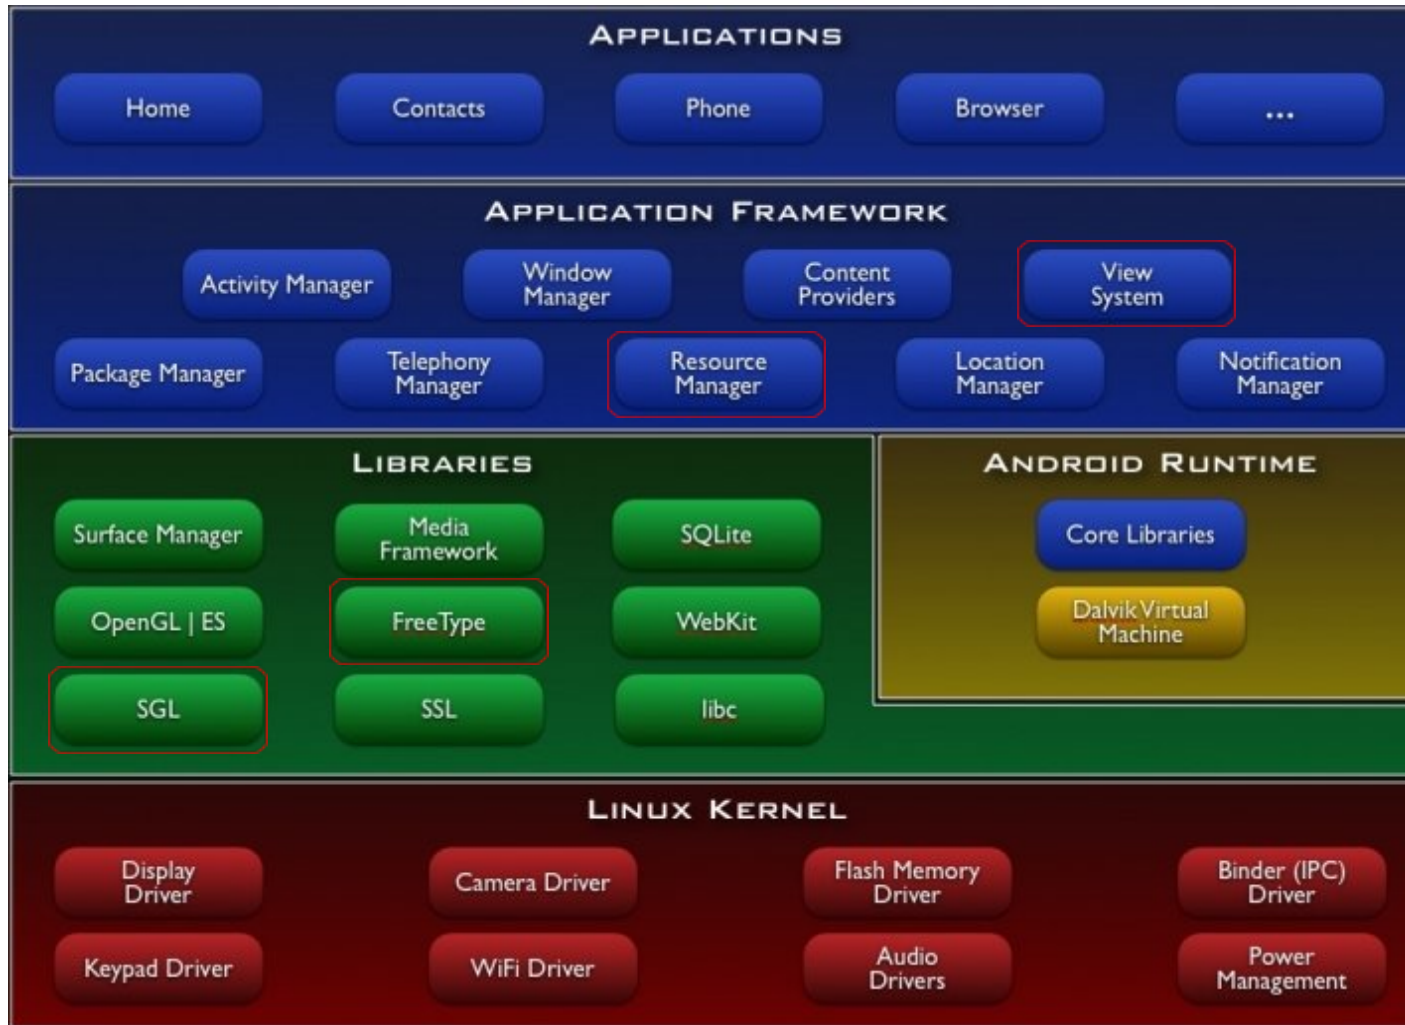 APPLICATIONS
Home
Contacts
Phone
Browser
...
APPLICATION FRAMEWORK
Activity Manager
Window
Manager
Content
Providers
View
System
Package Manager
Telephony
Manager
Resource
Manager
Location
Manager
Notification
Manager
LIBRARIES
Surface Manager
Media
Framework
SQLite
OpenGL | ES
FreeType
WebKit
SGL
SSL
libc
ANDROID RUNTIME
Core Libraries
Dalvik Virtual
Machine
LINUX KERNEL
Display
Driver
Camera Driver
Flash Memory
Driver
Binder (IPC)
Driver
Keypad Driver
WiFi Driver
Audio
Drivers
Power
Management